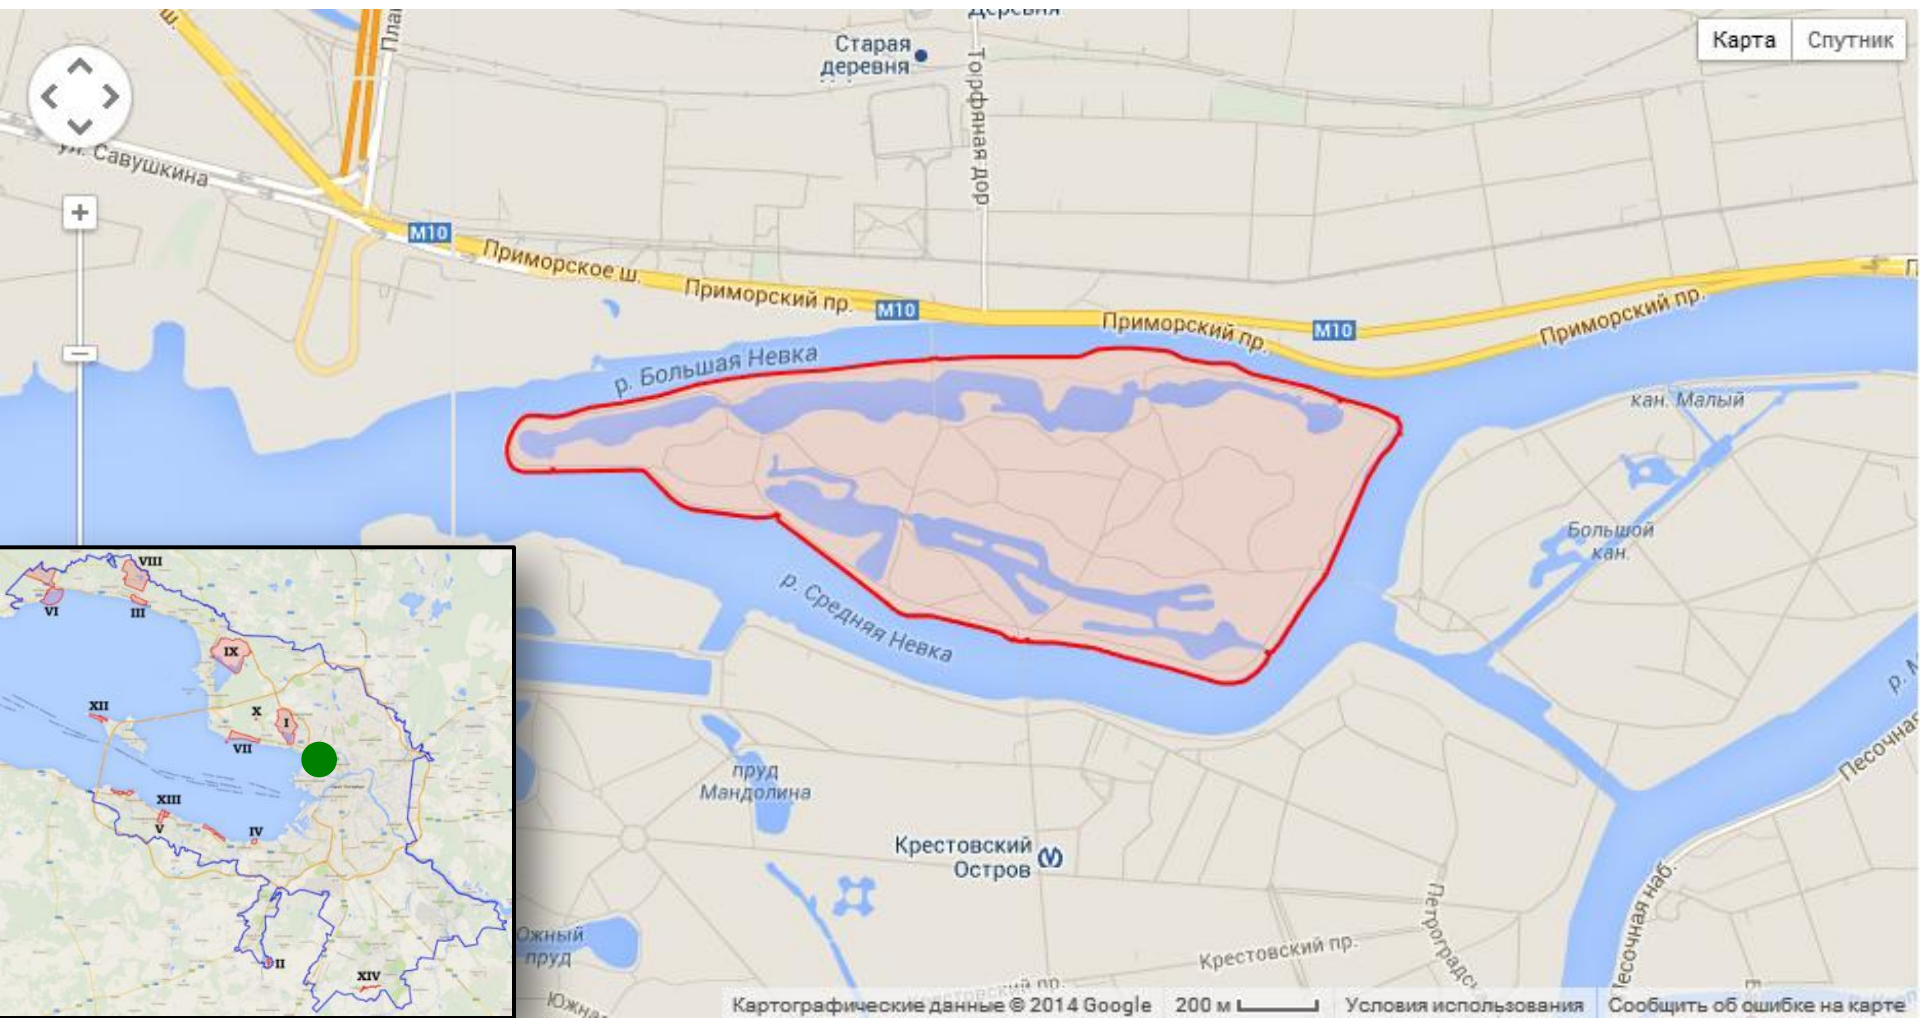 Деревня
Карта
Спутник
Старая
деревня
Торфяная дор.
ш.
ул. Савушкина
M10
Приморское ш.
Приморский пр.
M10
Приморский пр.
M10
Приморский пр.
р. Большая Невка
кан. Малый
Большой
кан.
р. Средняя Невка
пруд
Мандолина
Крестовский
Остров
Южный
пруд
Крестовский пр.
Петроградск
Песочная наб.
Песочная
VIII
VI
III
IX
XII
X
I
VII
XIII
V
IV
II
XIV
Картографические данные © 2014 Google
200 м
Условия использования
Сообщить об ошибке на карте